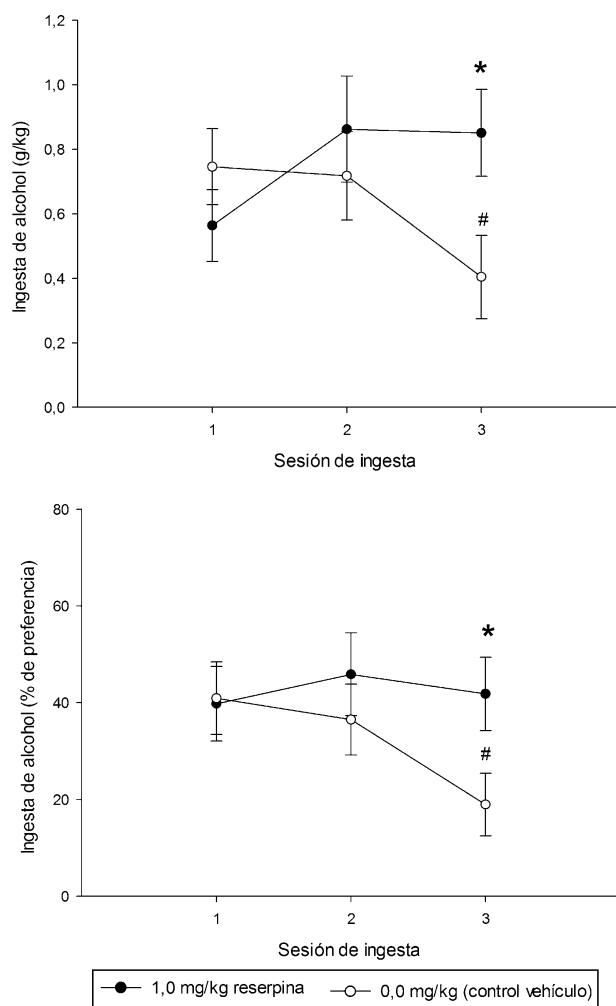 1,2
1,0
0,8
0,6
0,4
0,2
0,0
Ingesta de alcohol (g/kg)
*
#
1 2 3
Sesión de ingesta
80
60
40
20
0
Ingesta de alcohol (% de preferencia)
*
#
1 2 3
Sesión de ingesta
1,0 mg/kg reserpina 0,0 mg/kg (control vehículo)